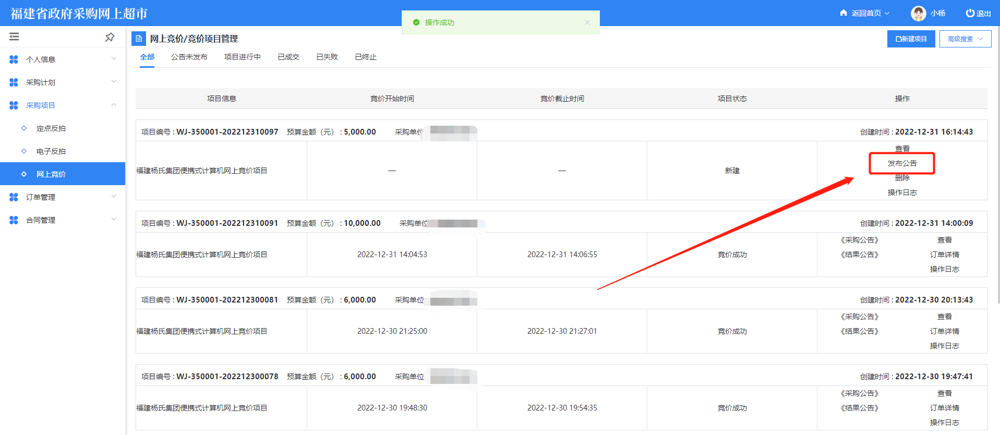 福建省政府采购网上超市
操作成功
返回首页
小杨
退出
网上竞价/竞价项目管理
新建项目
高级搜索
全部 公告未发布 项目进行中 已成交 已失败 已终止
个人信息
采购计划
采购项目
定点反拍
电子反拍
网上竞价
订单管理
合同管理
项目信息 竞价开始时间 竞价截止时间 项目状态 操作
项目编号 : WJ-350001-202212310097 预算金额（元） : 5,000.00 采购单位 创建时间 : 2022-12-31 16:14:43
福建杨氏集团便携式计算机网上竞价项目 — — 新建
查看
发布公告
删除
操作日志
项目编号 : WJ-350001-202212310091 预算金额（元） : 10,000.00 采购单位 创建时间 : 2022-12-31 14:00:09
福建杨氏集团便携式计算机网上竞价项目 2022-12-31 14:04:53 2022-12-31 14:06:55 竞价成功
《采购公告》 查看
《结果公告》 订单详情
操作日志
项目编号 : WJ-350001-202212300081 预算金额（元） : 6,000.00 采购单位 创建时间 : 2022-12-30 20:13:43
福建杨氏集团便携式计算机网上竞价项目 2022-12-30 21:25:00 2022-12-30 21:27:01 竞价成功
《采购公告》 查看
《结果公告》 订单详情
操作日志
项目编号 : WJ-350001-202212300078 预算金额（元） : 6,000.00 采购单位 创建时间 : 2022-12-30 19:47:41
福建杨氏集团便携式计算机网上竞价项目 2022-12-30 19:48:30 2022-12-30 19:54:35 竞价成功
《采购公告》 查看
《结果公告》 订单详情
操作日志